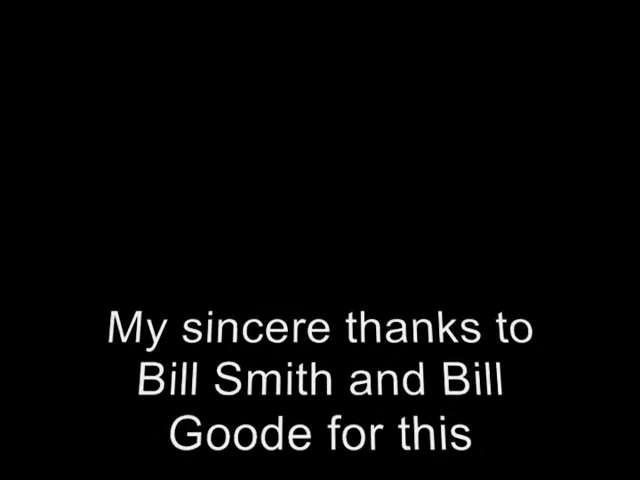 My sincere thanks to
Bill Smith and Bill
Goode for this